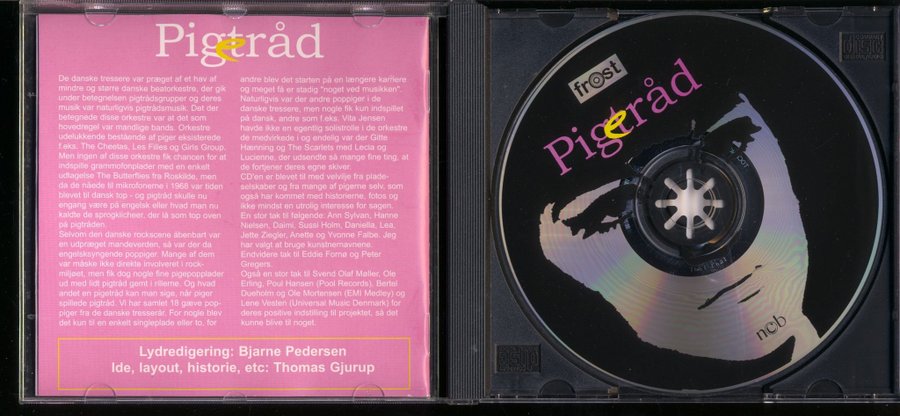 Pigetråd
De danske tressere var præget af et hav af
mindre og større danske beatorkestre, der gik
under betegnelsen pigtrådsgrupper og deres
musik var naturligvis pigtrådsmusik. Dat der
betegnede disse orkestre var at det som
hovedregel var mandlige bands. Orkestre
udelukkende bestående af piger eksisterede
f.eks. The Cheetas, Les Filles og Girls Group.
Men ingen af disse orkestre fik chancen for at
indspille grammofonplader med en enkelt
udflagelse The Butterflies fra Roskilde, men
da de nåede til mikrofonerne i 1968 var tiden
blevet til dansk top - og pigtråd skulle nu
engang være på engelsk eller hvad man nu
kaldte de sproglicheer, der lå som top oven
på pigtråden.
Selvom den danske rockscene åbenbart var
en udpræget mandeverden, så var der da
engelsksyngende poppiger. Mange af dem
var måske ikke direkte involveret i rock-
miljøet, men fik dog nogle fine pigepopplader
ud med lidt pigtråd gemt i rillerne. Og hvad
andet en pigetråd kan man sige, når piger
spillede pigtråd. Vi har samlet 18 gæve pop-
piger fra de danske tresserår. For nogle blev
det kun til en enkelt singleplade eller to, for
andre blev det starten på en længere karriere
og meget få er stadig "noget ved musikken".
Naturligvis var der andre poppiger i de
danske tressere, men nogle fik kun indspillet
på dansk, andre som f.eks. Vita Jensen
havde ikke en egentlig solistrolle i de orkestre
de medvirkede i og endelig var der Gitte
Hænning og The Scarlets med Lecia og
Lucienne, der udsendte så mange fine ting, at
de fortjener deres egne skiver.
CD'en er blevet til med velvilje fra plade-
selskaber og fra mange af pigerne selv, som
også har kommet med historierne, fotos og
ikke mindst en utrolig interesse for sagen.
En stor tak til følgende: Ann Sylvan, Hanne
Nielsen, Daimi, Sussi Holm, Daniella, Lea,
Jette Ziegler, Anette og Yvonne Falbe. Jeg
har valgt at bruge kunstnernavnene.
Endvidere tak til Eddie Fornø og Peter
Gregers.
Også en stor tak til Svend Olaf Møller, Ole
Erling, Poul Hansen (Pool Records), Bertel
Dueholm og Ole Mortensen (EMI Medley) og
Lene Vesten (Universal Music Denmark) for
deres positive indstilling til projektet, så det
kunne blive til noget.
Lydredigering: Bjarne Pedersen
Ide, layout, historie, etc: Thomas Gjurup
frost
Pigetråd
ncb